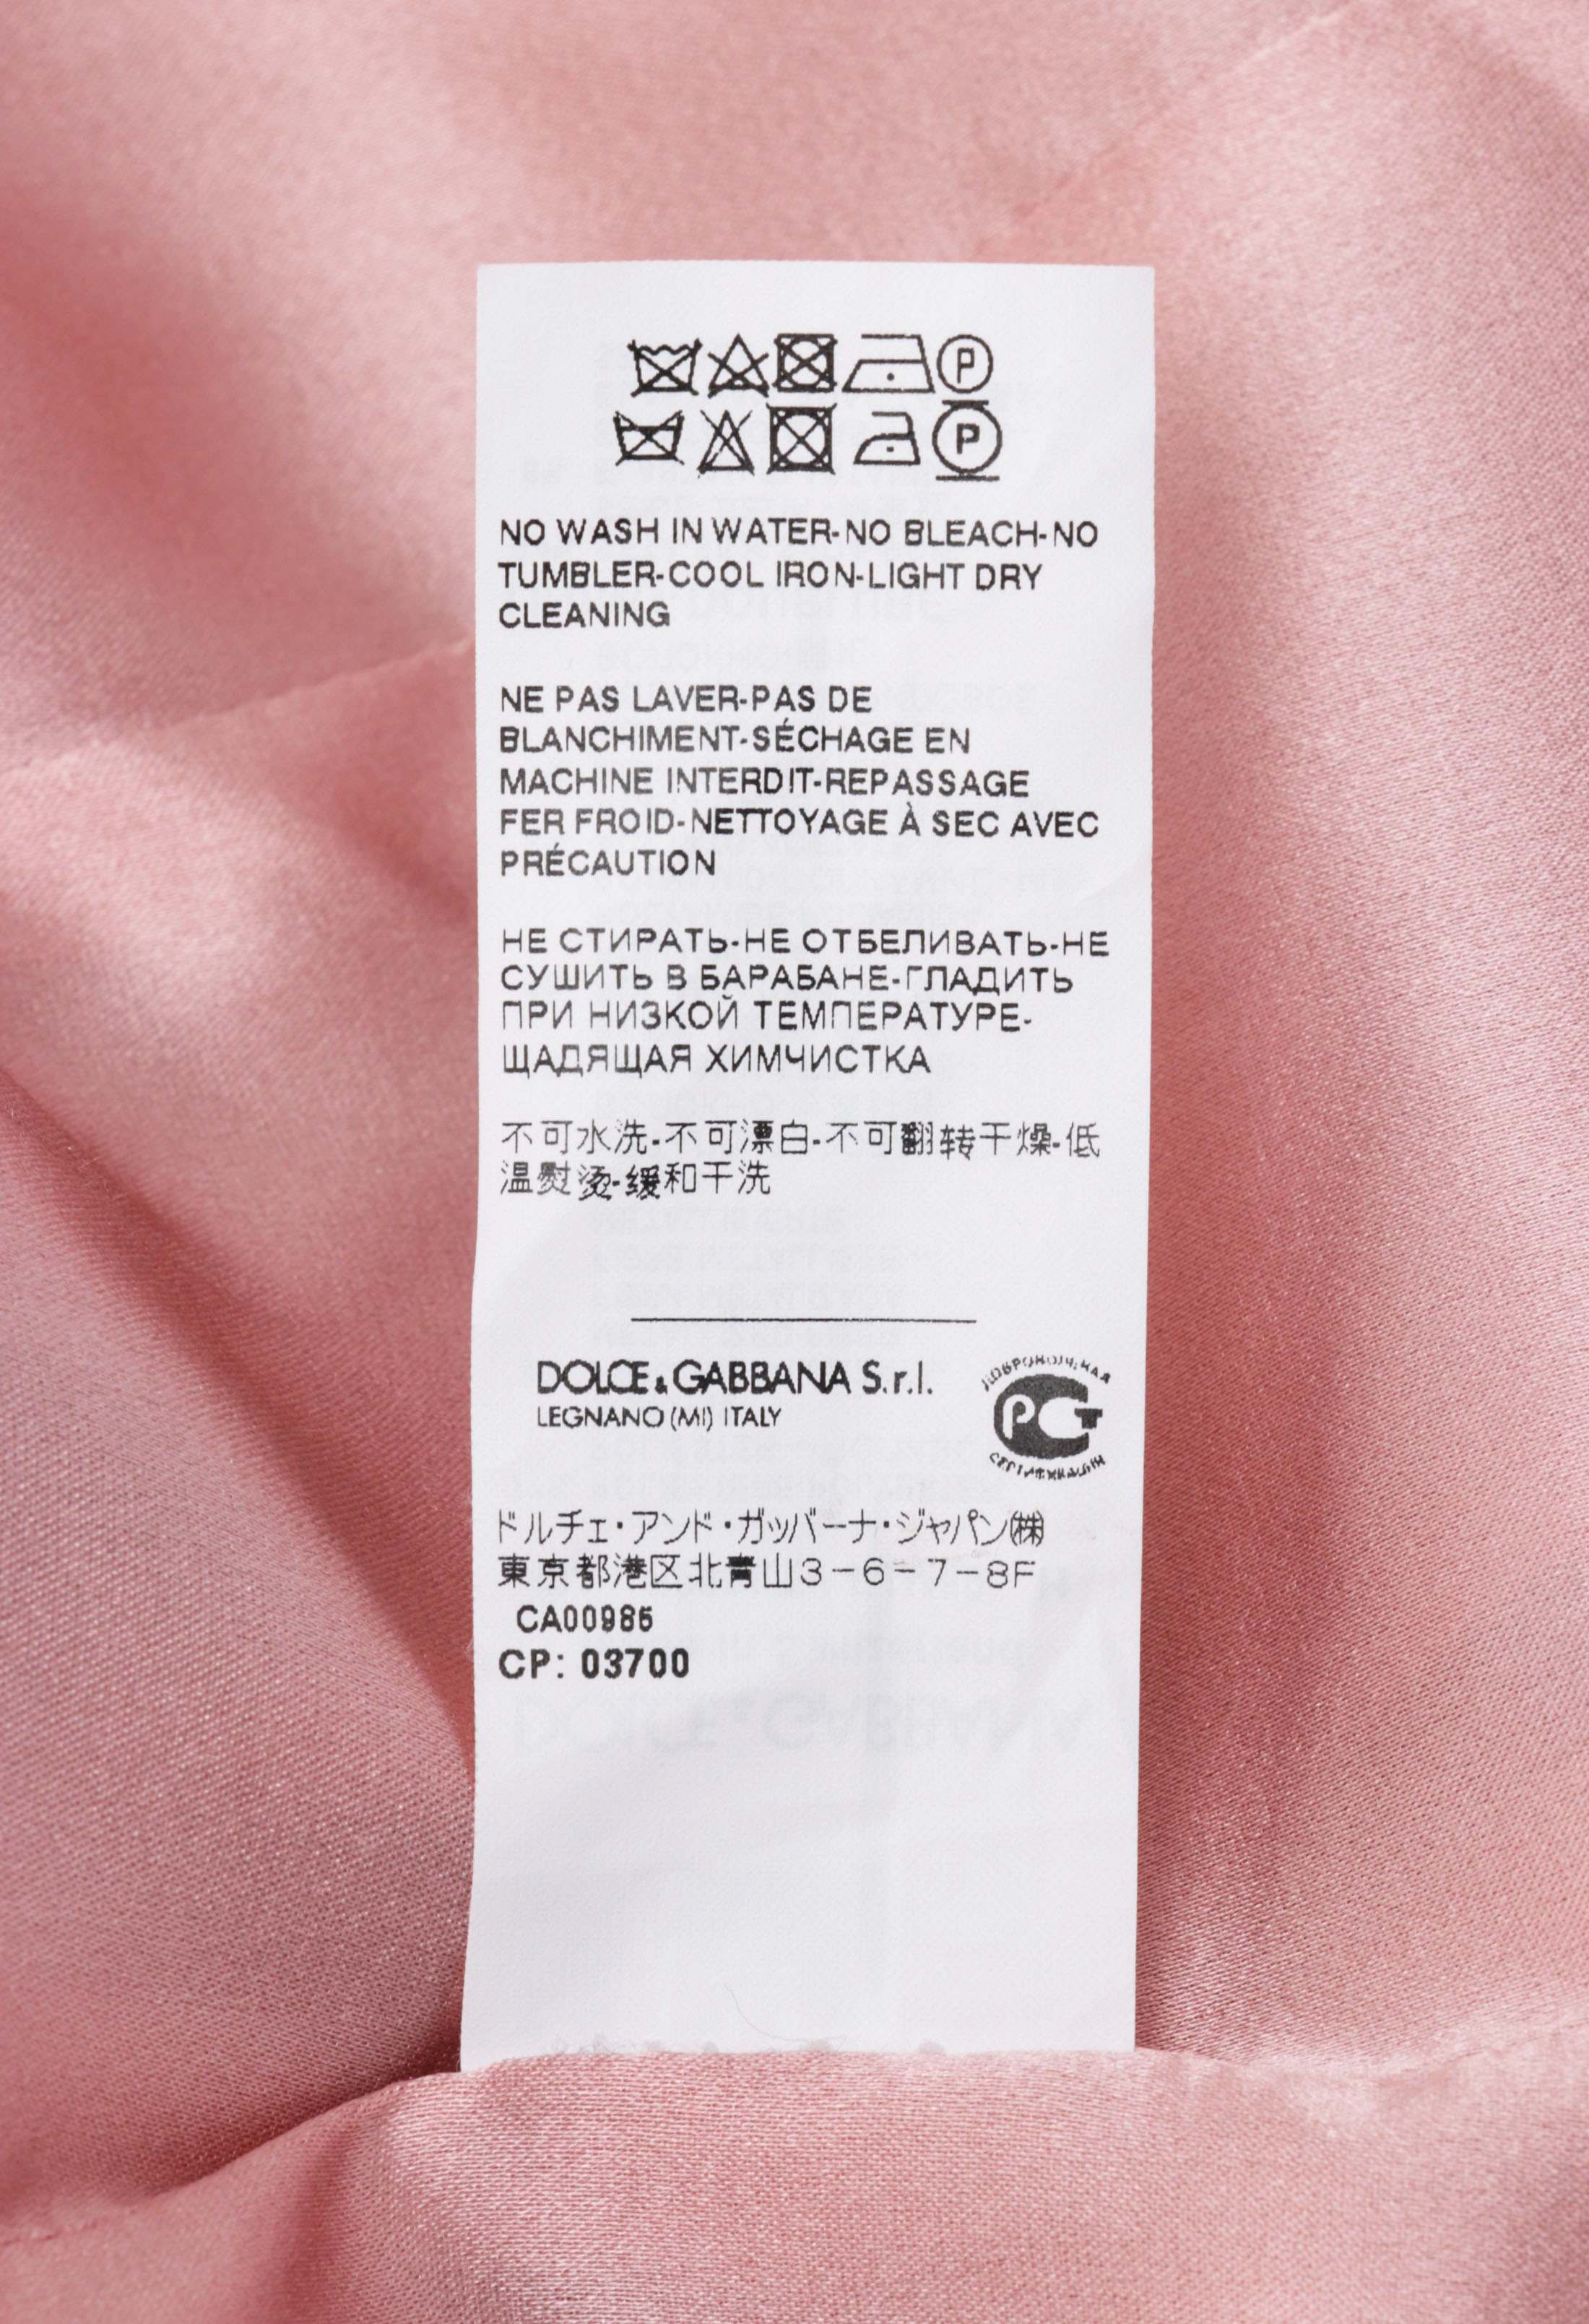 P
P
NO WASH IN WATER-NO BLEACH-NO
TUMBLER-COOL IRON-LIGHT DRY
CLEANING
NE PAS LAVER-PAS DE
BLANCHIMENT-SÉCHAGE EN
MACHINE INTERDIT-REPASSAGE
FER FROID-NETTOYAGE À SEC AVEC
PRÉCAUTION
НЕ СТИРАТЬ-НЕ ОТБЕЛИВАТЬ-НЕ
СУШИТЬ В БАРАБАНЕ-ГЛАДИТЬ
ПРИ НИЗКОЙ ТЕМПЕРАТУРЕ-
ЩАДЯЩАЯ ХИМЧИСТКА
不可水洗-不可漂白-不可翻转干燥-低
温熨烫-缓和干洗
DOLCE & GABBANA S.r.l.
LEGNANO (MI) ITALY
ДОБРОВОЛЬНАЯ
РСТ
СЕРТИФИКАЦИЯ
ドルチェ・アンド・ガッバーナ・ジャパン㈱
東京都港区北青山3-6-7-8F
CA00986
CP: 03700